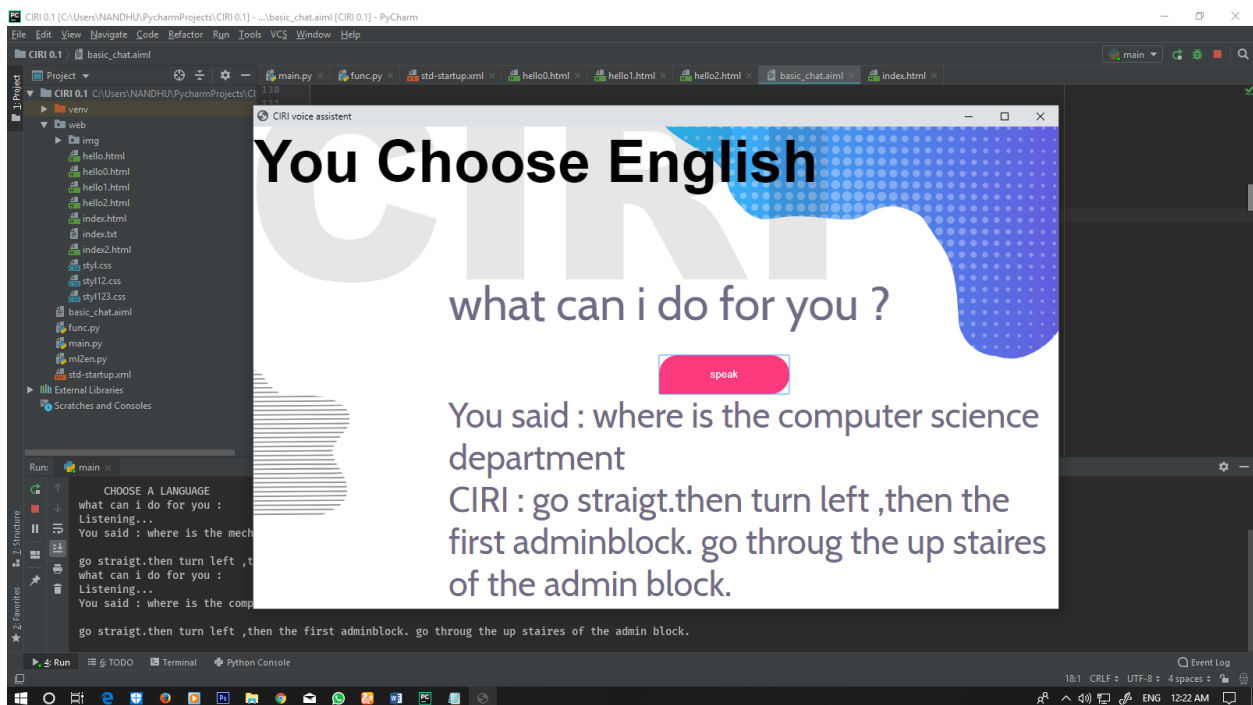 CIRI 0.1 [C:\Users\NANDHU\PycharmProjects\CIRI 0.1] - ...\basic_chat.aiml [CIRI 0.1] - PyCharm
File Edit View Navigate Code Refactor Run Tools VCS Window Help
CIRI 0.1 basic_chat.aiml main
Project main.py func.py std-startup.xml hello0.html hello1.html hello2.html basic_chat.aiml index.html
1: Project
CIRI 0.1 C:\Users\NANDHU\PycharmProjects\CI
130
131
venv
web
img
hello.html
hello0.html
hello1.html
hello2.html
index.html
index.txt
index2.html
styl.css
styl12.css
styl123.css
basic_chat.aiml
func.py
main.py
ml2en.py
std-startup.xml
External Libraries
Scratches and Consoles
CIRI voice assistent
CIRI
You Choose English
what can i do for you ?
speak
You said : where is the computer science
department
CIRI : go straigt.then turn left ,then the
first adminblock. go throug the up staires
of the admin block.
Run: main
CHOOSE A LANGUAGE
what can i do for you :
Listening...
You said : where is the mech
go straigt.then turn left ,t
what can i do for you :
Listening...
You said : where is the comp
go straigt.then turn left ,then the first adminblock. go throug the up staires of the admin block.
7: Structure
2: Favorites
4: Run 6: TODO Terminal Python Console Event Log
18:1 CRLF UTF-8 4 spaces
ENG 12:22 AM